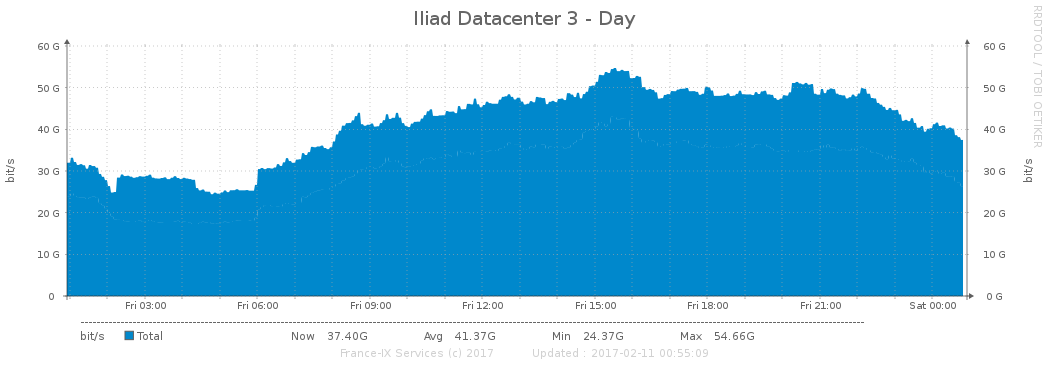 Iliad Datacenter 3 - Day
RRDTOOL / TOBI OETIKER
60 G 60 G
50 G 50 G
40 G 40 G
30 G 30 G
20 G 20 G
10 G 10 G
0 0 G
bit/s bit/s
Fri 03:00 Fri 06:00 Fri 09:00 Fri 12:00 Fri 15:00 Fri 18:00 Fri 21:00 Sat 00:00
bit/s Total Now 37.40G Avg 41.37G Min 24.37G Max 54.66G
France-IX Services (c) 2017 Updated : 2017-02-11 00:55:09